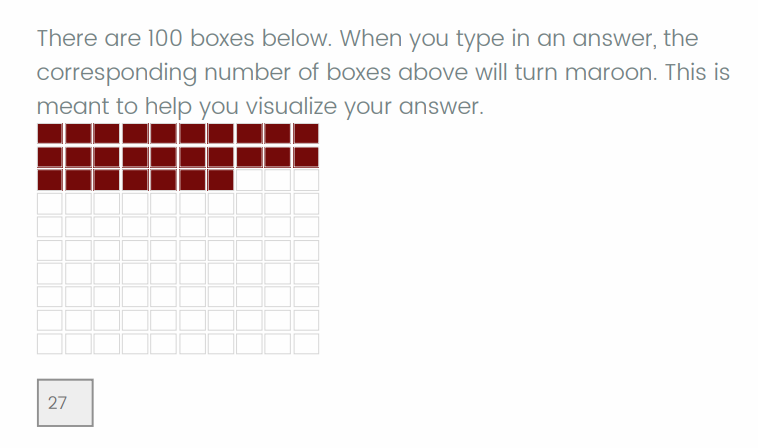 There are 100 boxes below. When you type in an answer, the
corresponding number of boxes above will turn maroon. This is
meant to help you visualize your answer.
27